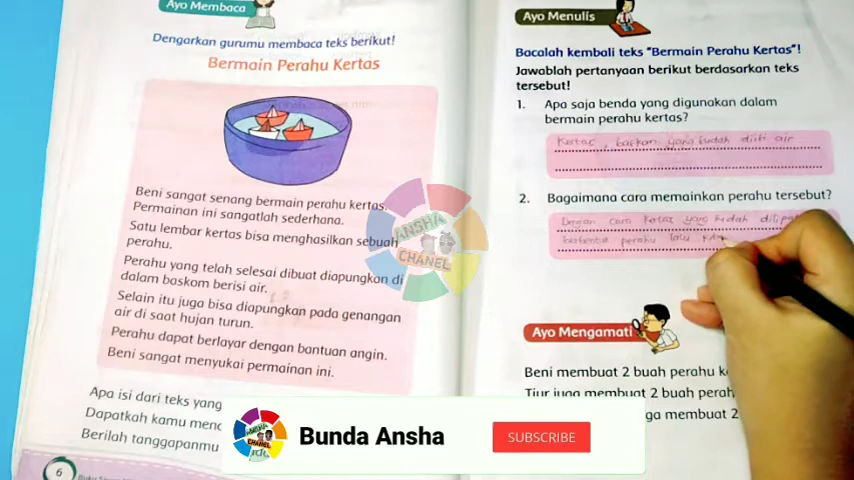 Ayo Membaca
Dengarkan gurumu membaca teks berikut!
Bermain Perahu Kertas
Beni sangat senang bermain perahu kertas.
Permainan ini sangatlah sederhana.
Satu lembar kertas bisa menghasilkan sebuah
perahu.
Perahu yang telah selesai dibuat diapungkan di
dalam baskom berisi air.
Selain itu juga bisa diapungkan pada genangan
air di saat hujan turun.
Perahu dapat berlayar dengan bantuan angin.
Beni sangat menyukai permainan ini.
Apa isi dari teks yang
Dapatkah kamu menc
Berilah tanggapanmu
6
Ayo Menulis
Bacalah kembali teks "Bermain Perahu Kertas"!
Jawablah pertanyaan berikut berdasarkan teks
tersebut!
1. Apa saja benda yang digunakan dalam
bermain perahu kertas?
Kertas, baskom yang sudah diisi air
2. Bagaimana cara memainkan perahu tersebut?
Dengan cara kertas yang sudah dilipat
berbentuk perahu lalu kita
Ayo Mengamati
Beni membuat 2 buah perahu k
Tiur juga membuat 2 buah perah
ga membuat 2
ANSHA
CHANEL
ANSHA
CHANEL
Bunda Ansha
SUBSCRIBE